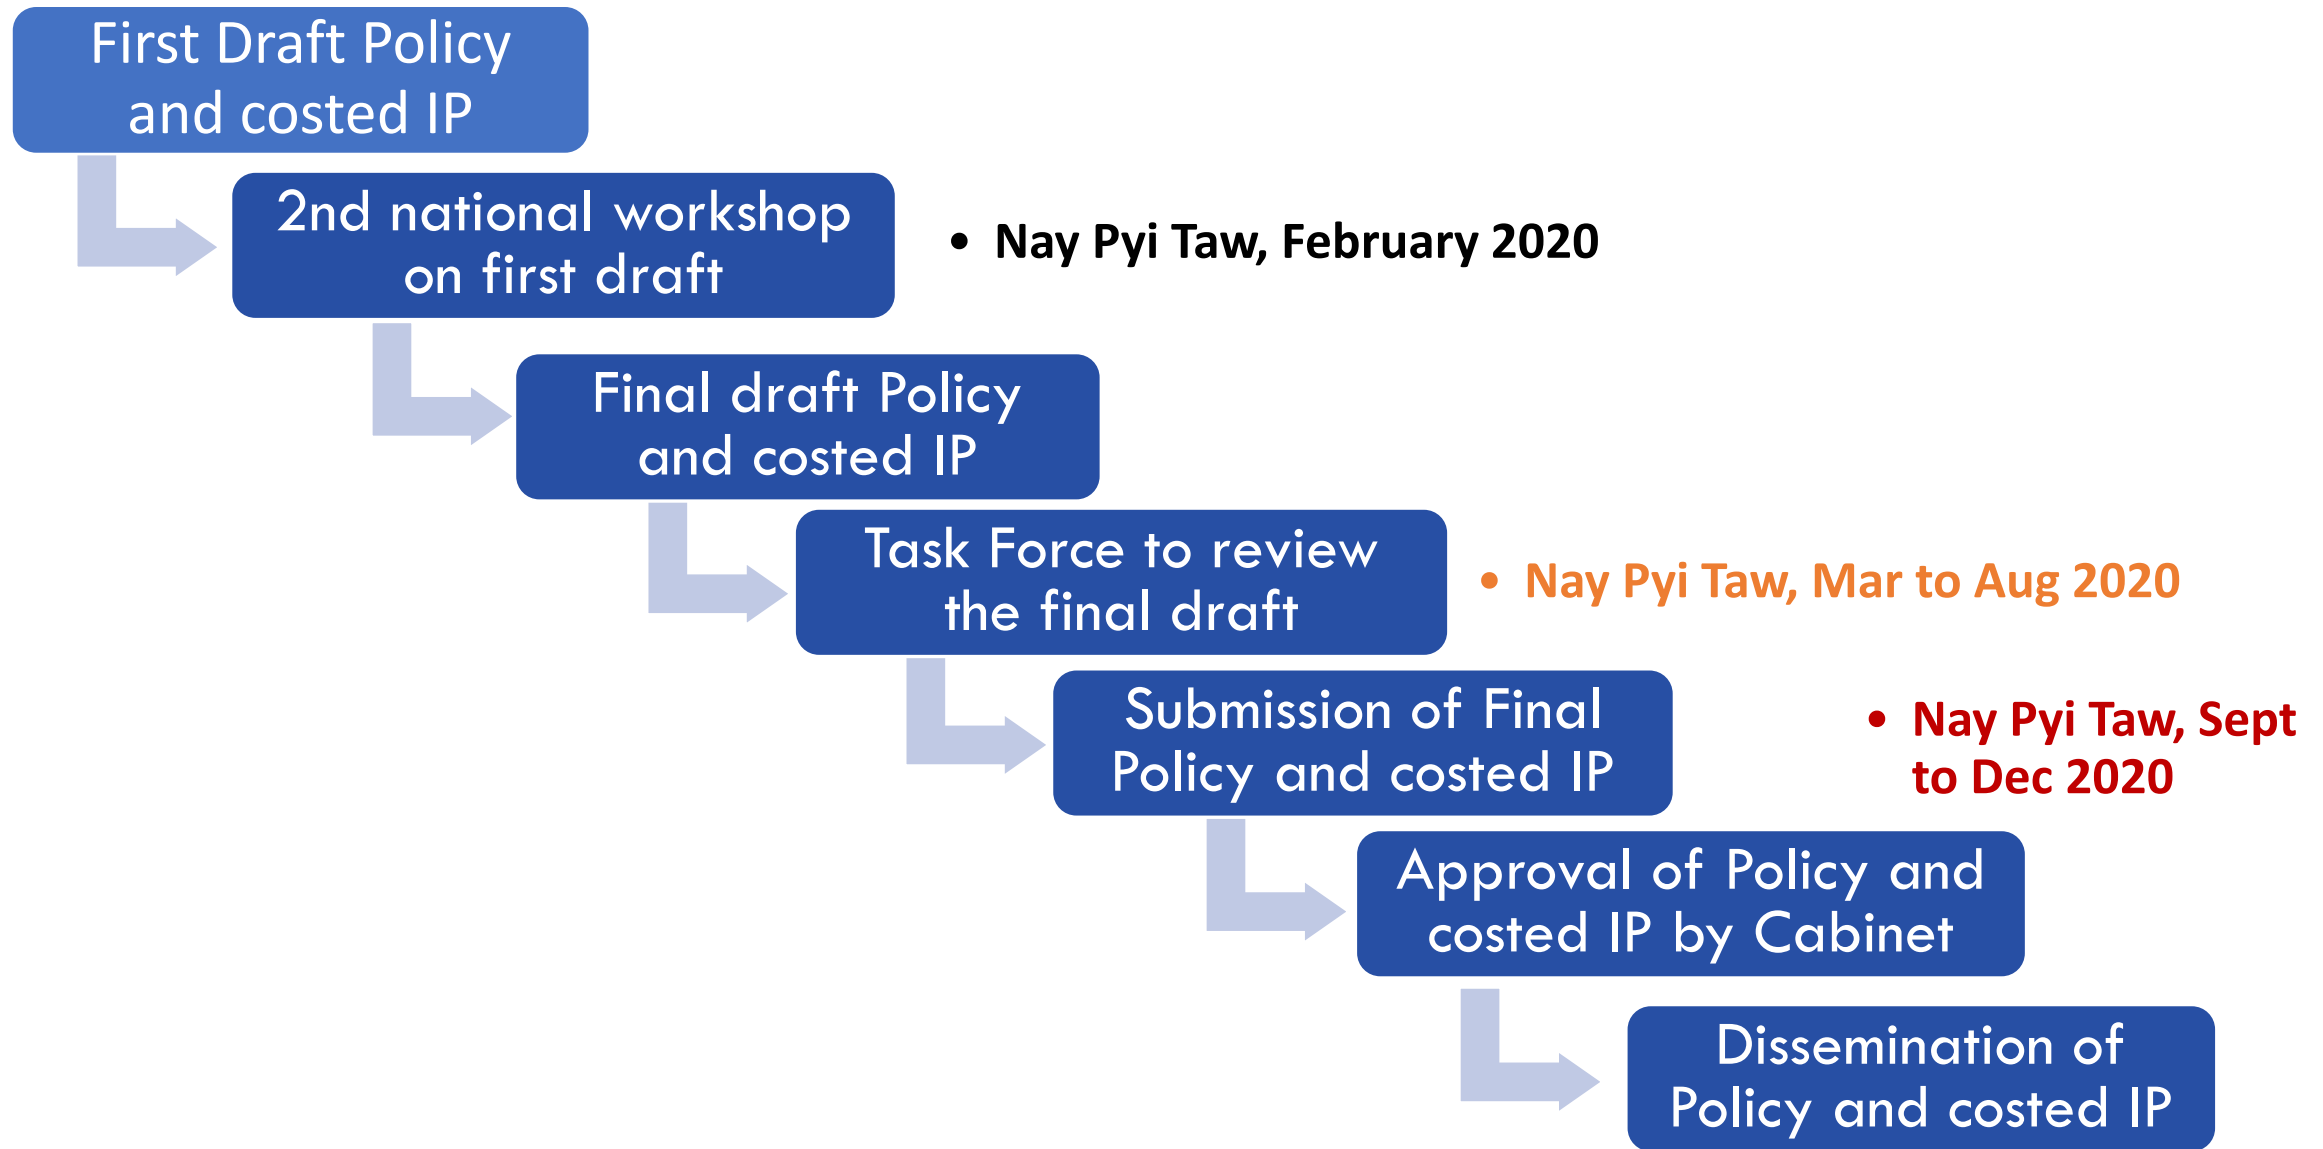 First Draft Policy
and costed IP
2nd national workshop
on first draft
• Nay Pyi Taw, February 2020
Final draft Policy
and costed IP
Task Force to review
the final draft
• Nay Pyi Taw, Mar to Aug 2020
Submission of Final
Policy and costed IP
• Nay Pyi Taw, Sept
to Dec 2020
Approval of Policy and
costed IP by Cabinet
Dissemination of
Policy and costed IP